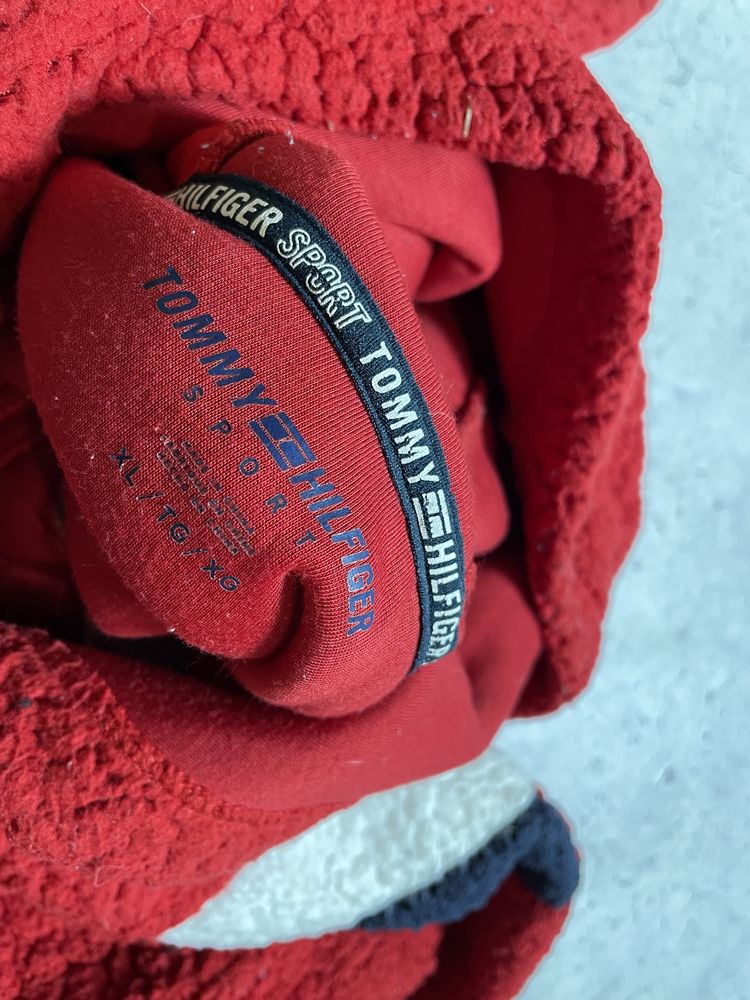 HILFIGER SPORT TOMMY HILFIGER
TOMMY HILFIGER
SPORT
XL / TG / XG